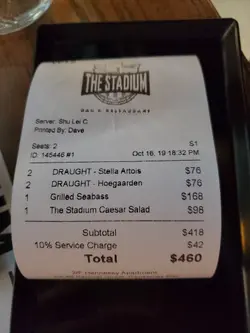 THE STADIUM
BAR & RESTAURANT
Server: Shu Lei C
Printed By: Dave
Seats: 2 S1
ID: 145446 #1 Oct 16, 19 18:32 PM
2 DRAUGHT - Stella Artois $76
2 DRAUGHT - Hoegaarden $76
1 Grilled Seabass $168
1 The Stadium Caesar Salad $98
Subtotal $418
10% Service Charge $42
Total $460